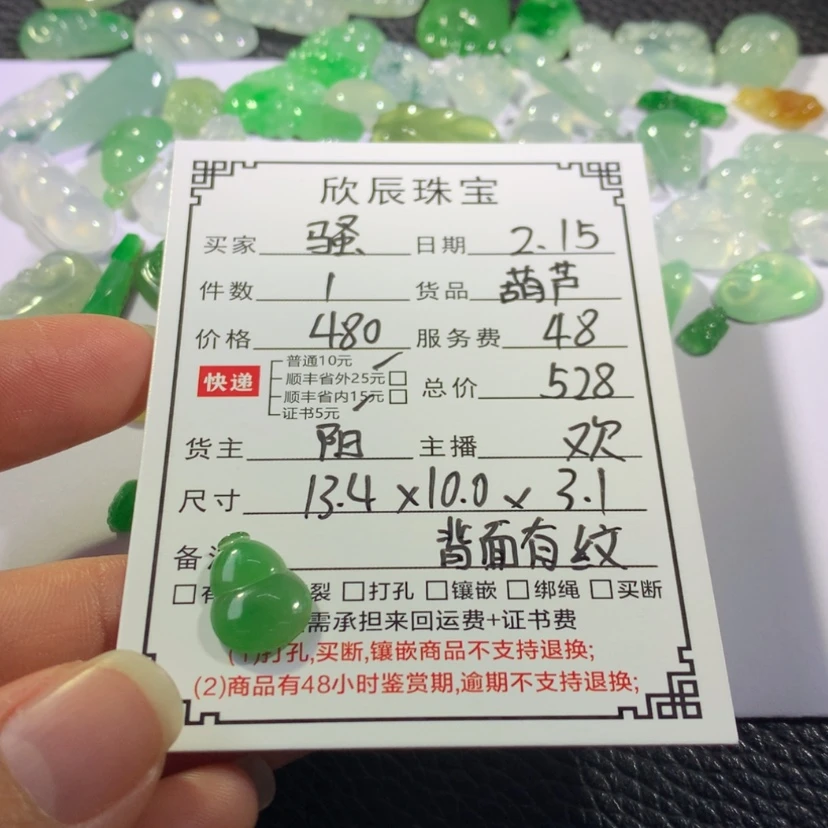 欣辰珠宝
买家 骚 日期 2.15
件数 1 货品 葫芦
价格 480 服务费 48
快递 普通10元
顺丰省外25元
顺丰省内15元
证书5元
总价 528
货主 阳 主播 欢
尺寸 13.4×10.0×3.1
备 背面有纹
裂 打孔 镶嵌 绑绳 买断
需承担来回运费+证书费
(1)打孔,买断,镶嵌商品不支持退换;
(2)商品有48小时鉴赏期,逾期不支持退换;